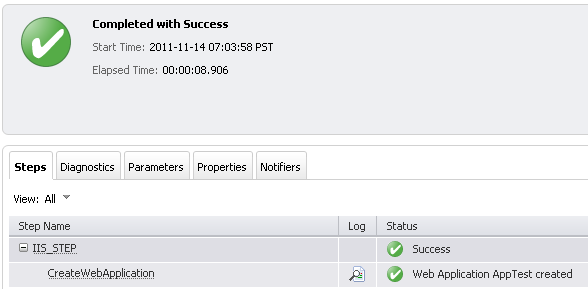 Completed with Success
Start Time: 2011-11-14 07:03:58 PST
Elapsed Time: 00:00:08.906
Steps Diagnostics Parameters Properties Notifiers
View: All
Step Name Log Status
IIS_STEP Success
CreateWebApplication Web Application AppTest created